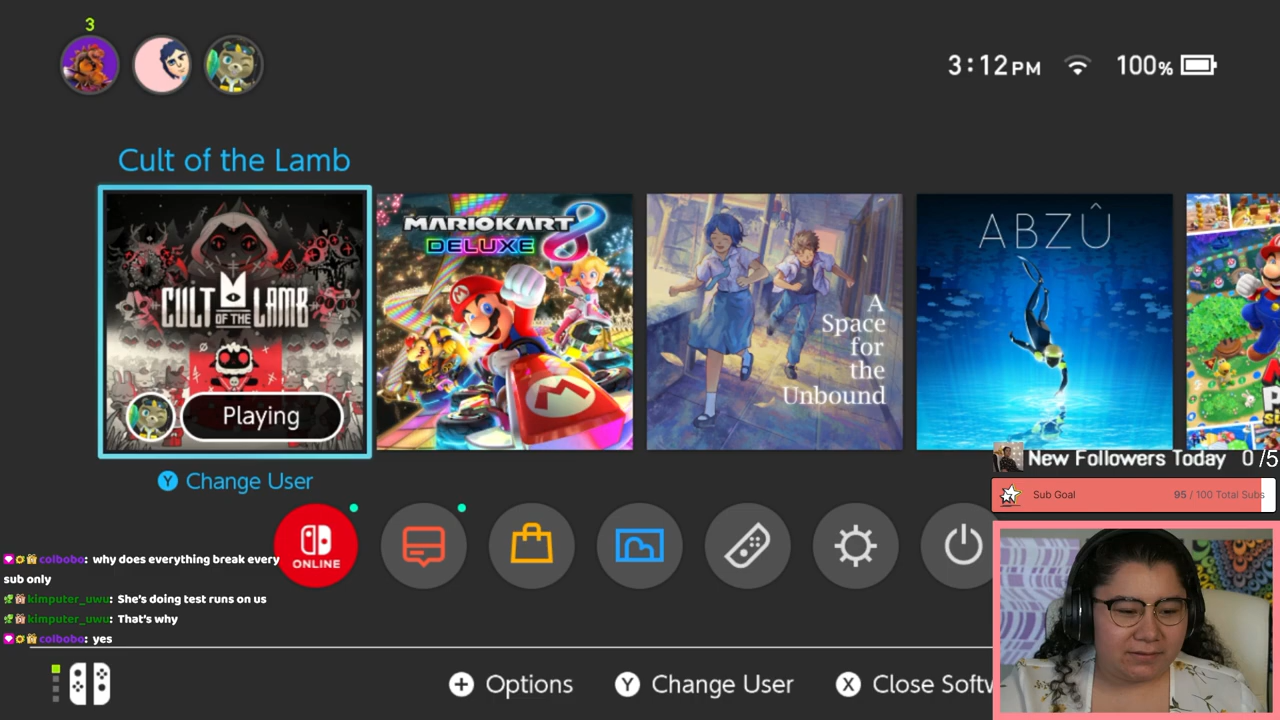 3
3:12PM
100%
Cult of the Lamb
CULT
OF THE
LAMB
Playing
MARIOKART 8
DELUXE
A
Space
for
the
Unbound
ABZÛ
Change User
New Followers Today 0 /5
Sub Goal 95 / 100 Total Subs
ONLINE
colbobo: why does everything break every
sub only
kimputer_uwu: She's doing test runs on us
kimputer_uwu: That's why
colbobo: yes
+ Options
Y Change User
X Close Softw